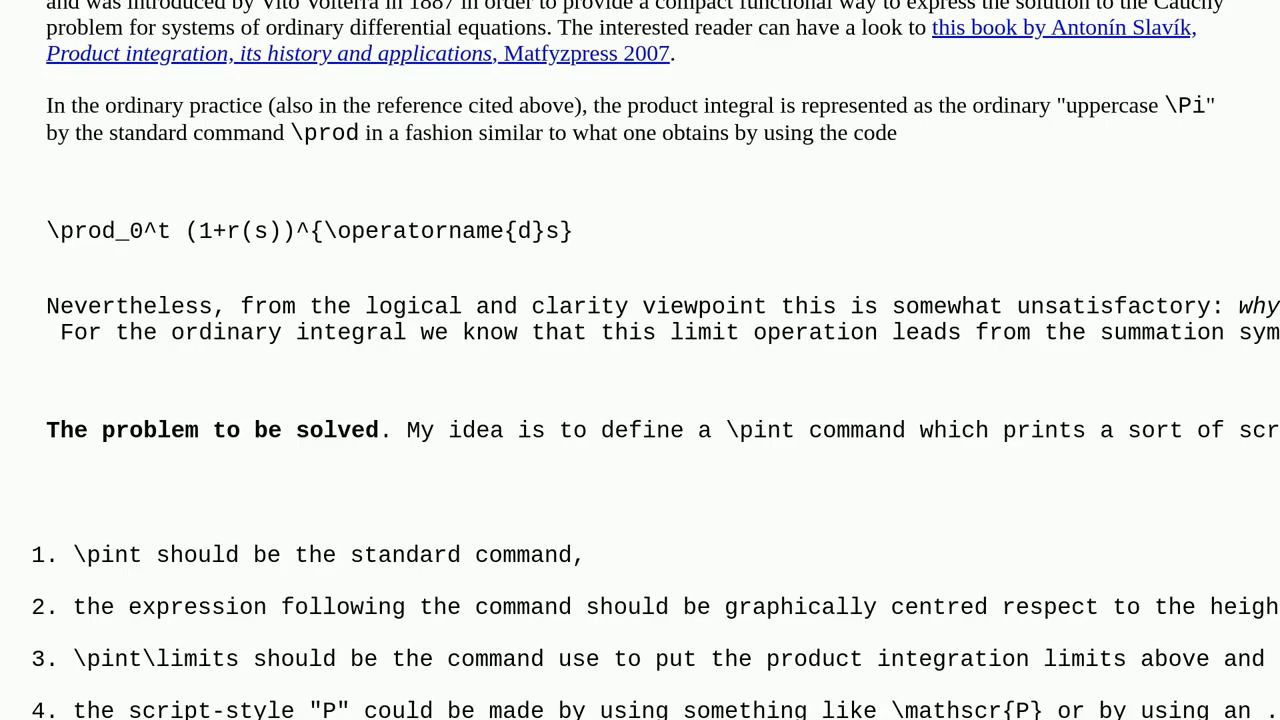 and was introduced by Vito Volterra in 1887 in order to provide a compact functional way to express the solution to the Cauchy
problem for systems of ordinary differential equations. The interested reader can have a look to this book by Antonín Slavík,
Product integration, its history and applications, Matfyzpress 2007.
In the ordinary practice (also in the reference cited above), the product integral is represented as the ordinary "uppercase \Pi"
by the standard command \prod in a fashion similar to what one obtains by using the code
\prod_0^t (1+r(s))^{\operatorname{d}s}
Nevertheless, from the logical and clarity viewpoint this is somewhat unsatisfactory: why
For the ordinary integral we know that this limit operation leads from the summation sym
The problem to be solved. My idea is to define a \pint command which prints a sort of scr
1. \pint should be the standard command,
2. the expression following the command should be graphically centred respect to the heigh
3. \pint\limits should be the command use to put the product integration limits above and
4. the script-style "P" could be made by using something like \mathscr{P} or by using an .